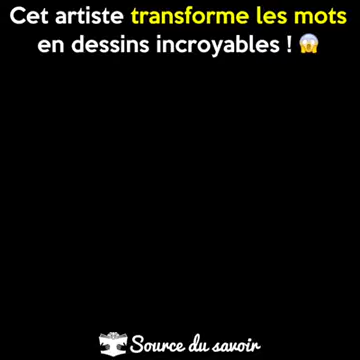 Cet artiste transforme les mots
en dessins incroyables ! 😱
Source du savoir